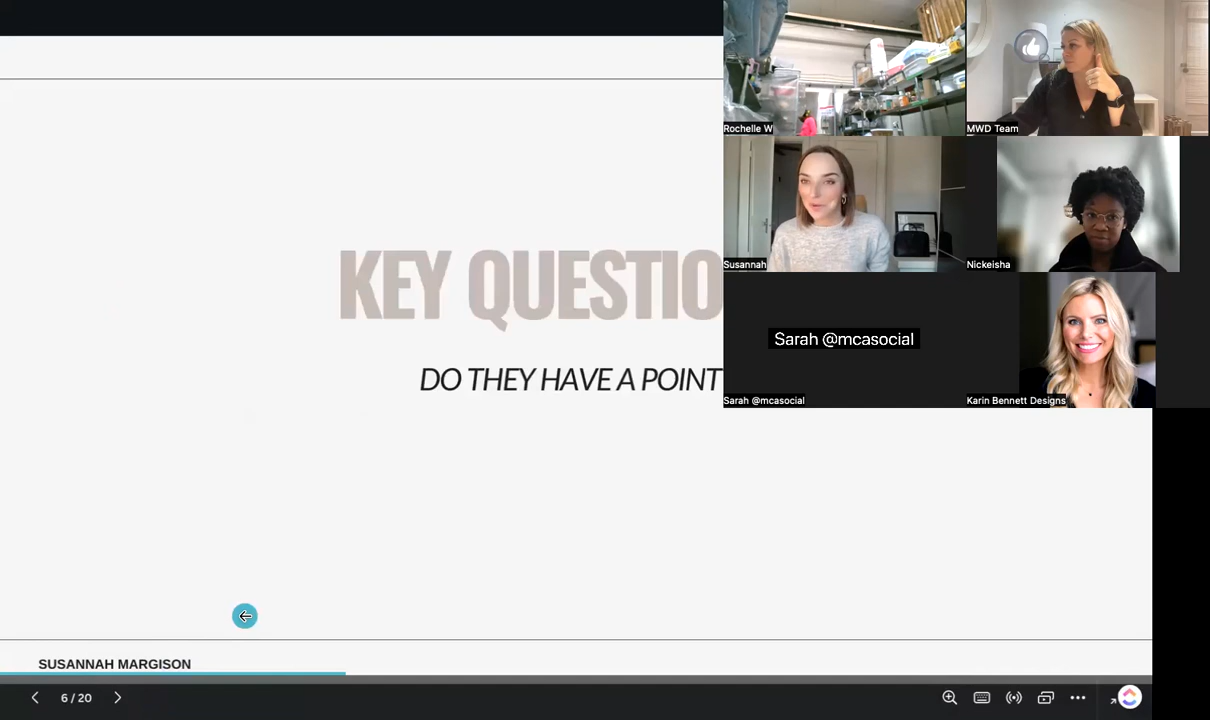 Rochelle W
MWD Team
Susannah
Nickeisha
KEY QUESTIO
DO THEY HAVE A POINT
Sarah @mcasocial
Sarah @mcasocial
Karin Bennett Designs
SUSANNAH MARGISON
6 / 20